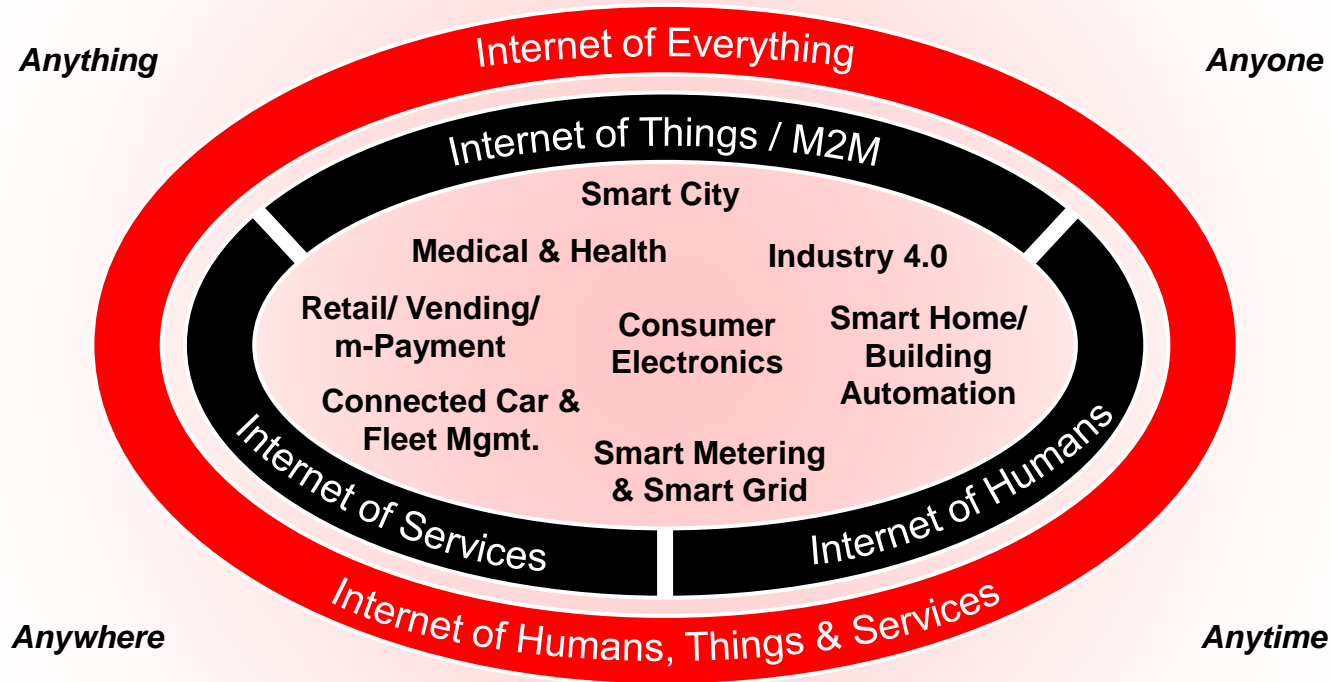 Anything
Internet of Everything
Anyone
Internet of Things / M2M
Smart City
Medical & Health
Industry 4.0
Retail/ Vending/
m-Payment
Consumer
Electronics
Smart Home/
Building
Automation
Connected Car &
Fleet Mgmt.
Smart Metering
& Smart Grid
Internet of Services
Internet of Humans
Internet of Humans, Things & Services
Anywhere
Anytime